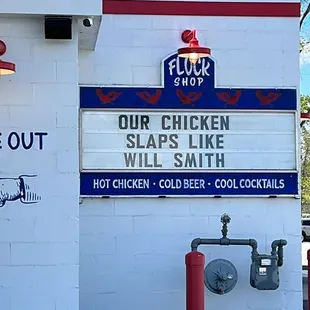 FLOCK
SHOP
OUR CHICKEN
SLAPS LIKE
WILL SMITH
E OUT
HOT CHICKEN · COLD BEER · COOL COCKTAILS